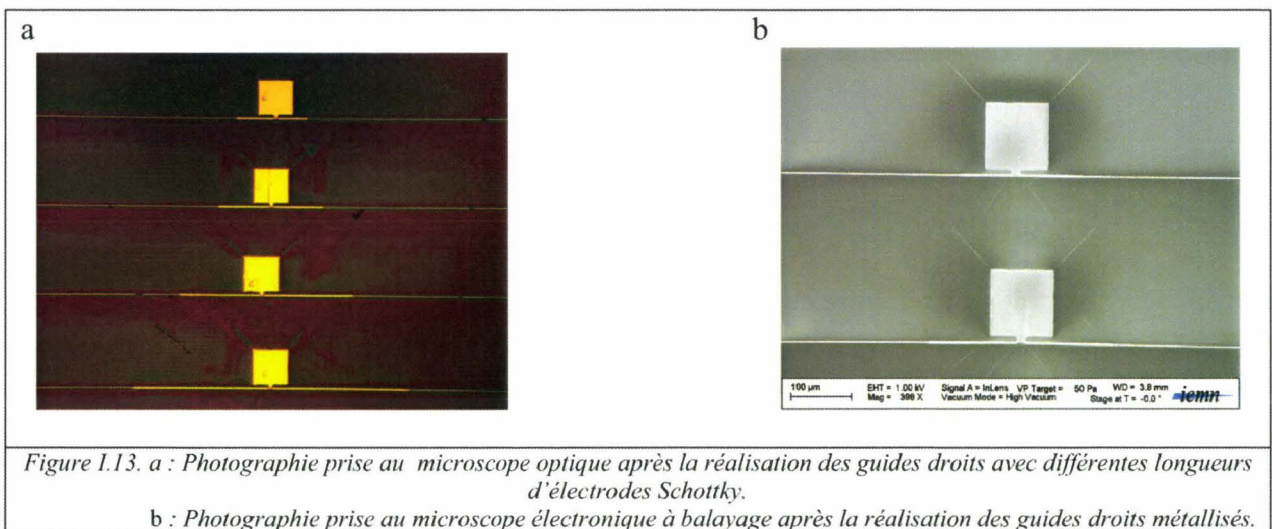 a
b
100 µm
EHT = 1.00 kV Signal A = InLens VP Target = 50 Pa WD = 3.8 mm
Mag = 398 X Vacuum Mode = High Vacuum Stage at T = -0.0 ° iemn
Figure I.13. a : Photographie prise au microscope optique après la réalisation des guides droits avec différentes longueurs
d'électrodes Schottky.
b : Photographie prise au microscope électronique à balayage après la réalisation des guides droits métallisés.